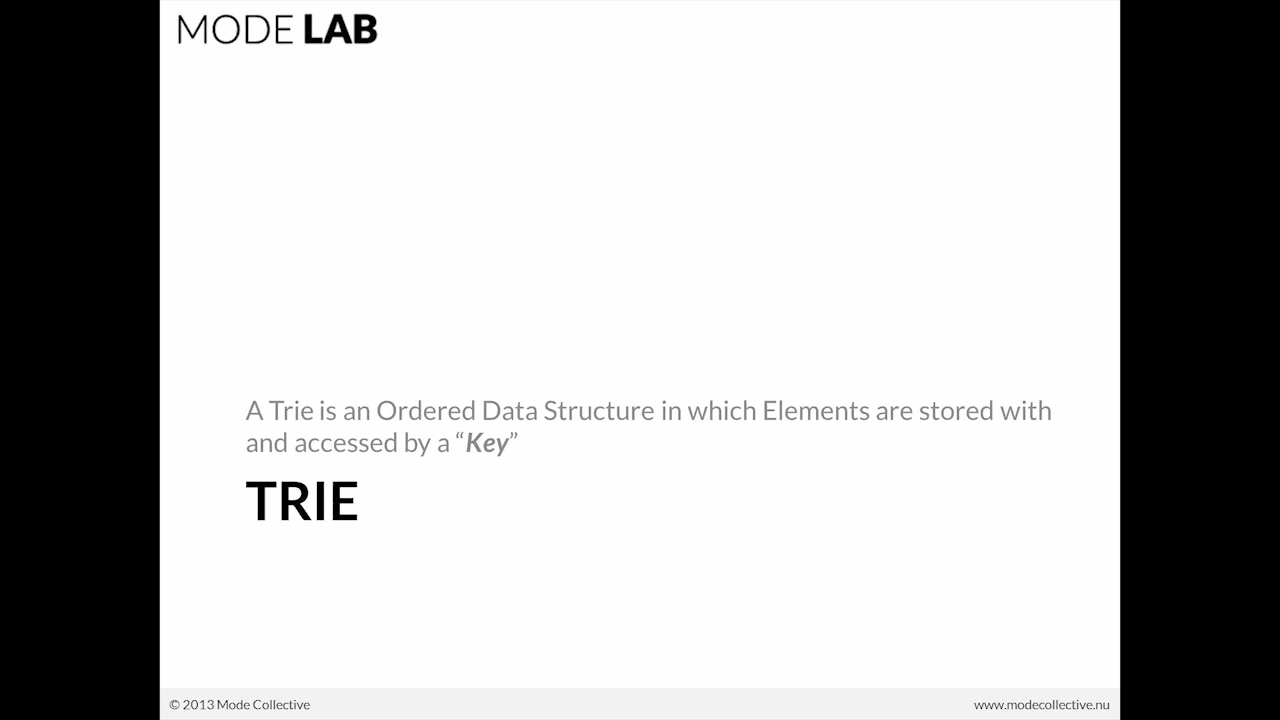 MODE LAB
A Trie is an Ordered Data Structure in which Elements are stored with
and accessed by a “Key”
TRIE
© 2013 Mode Collective
www.modecollective.nu